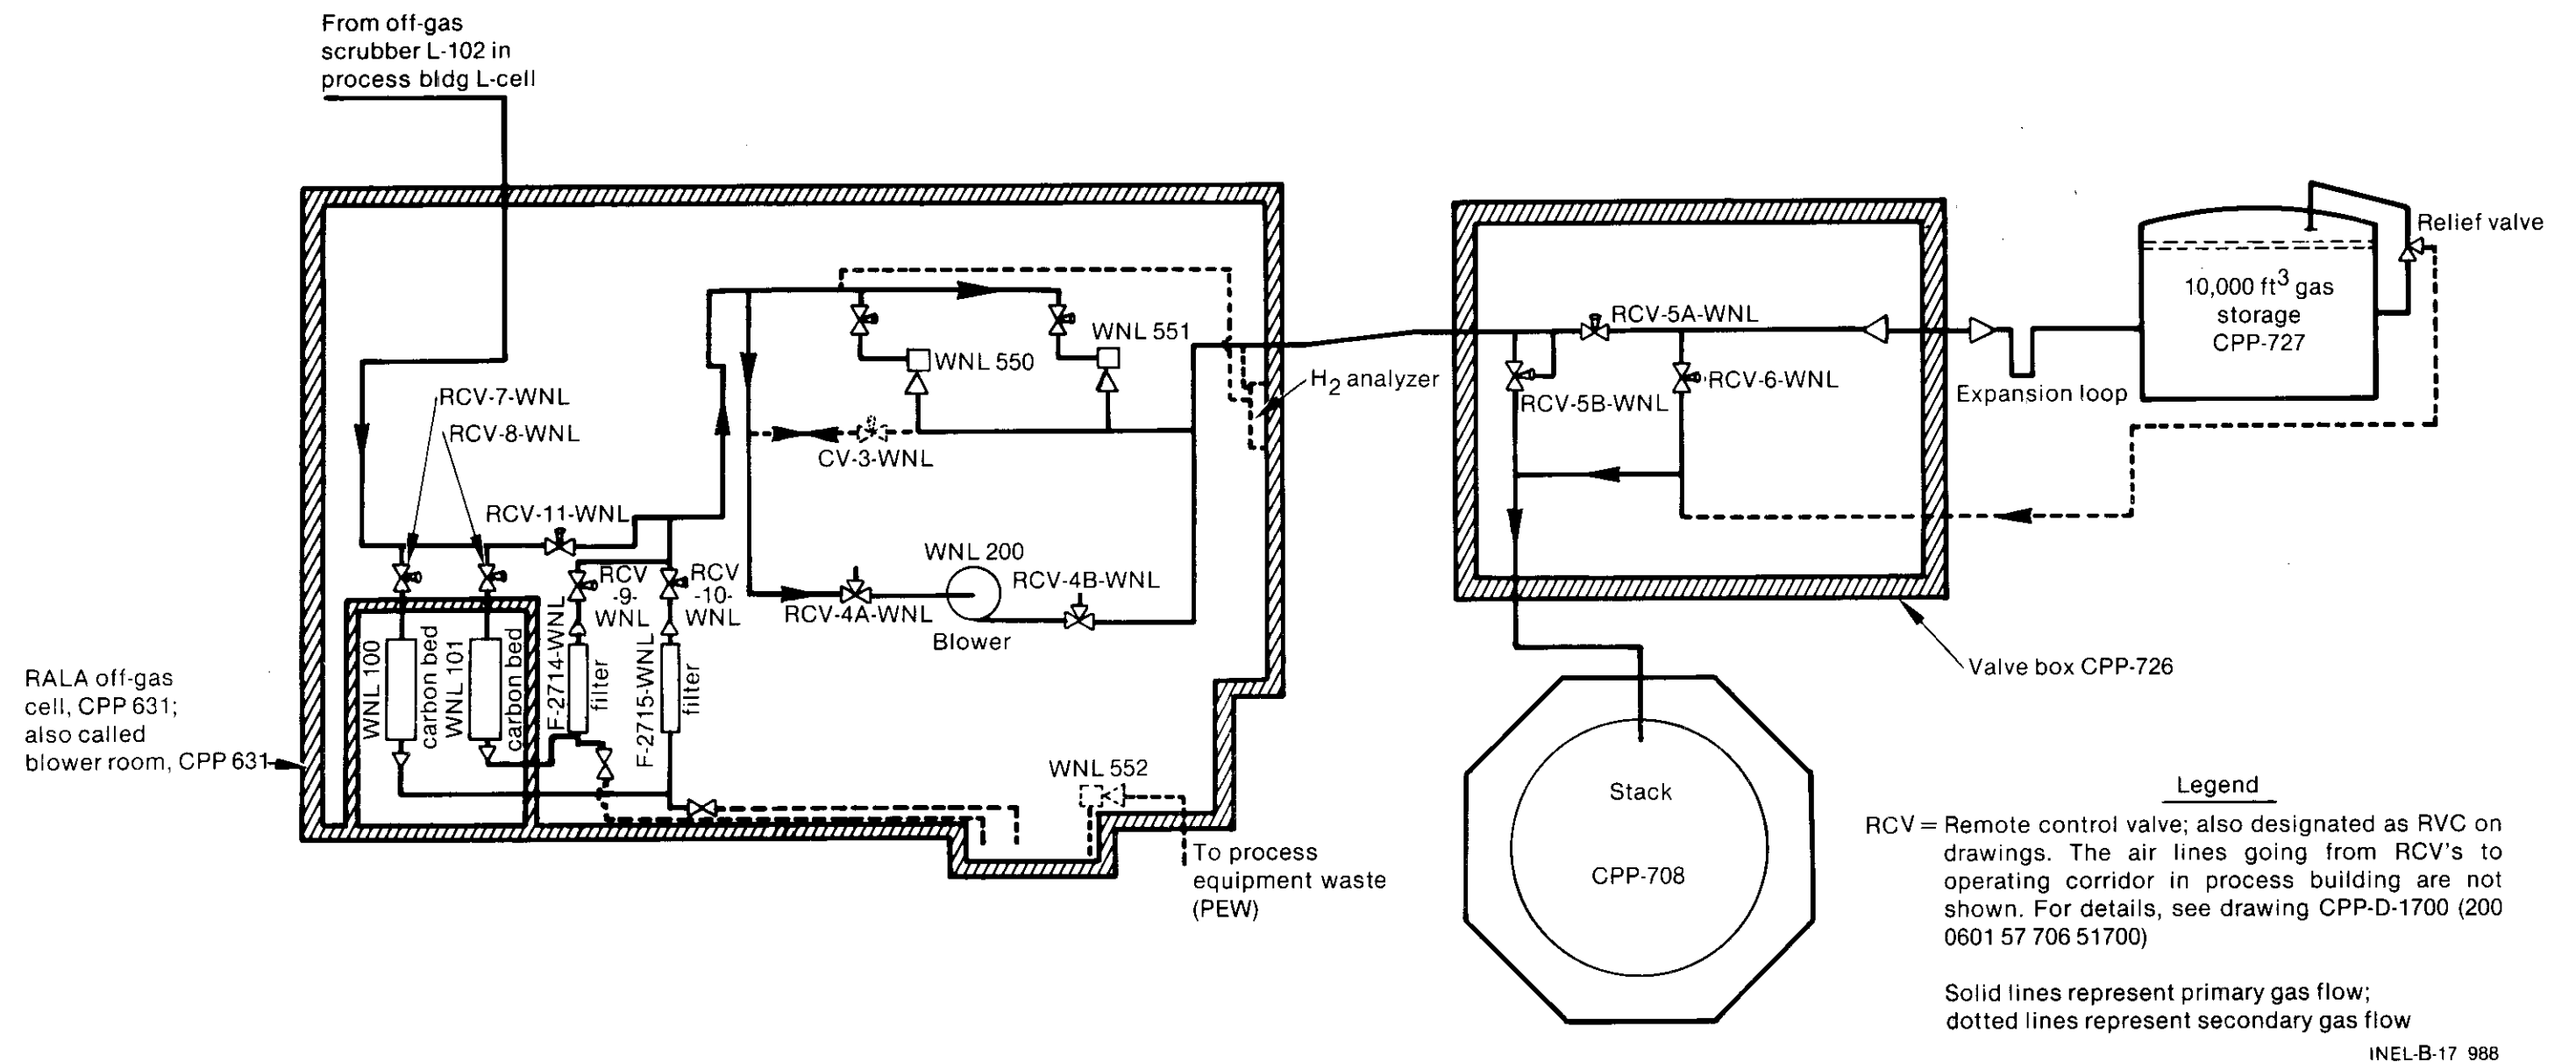 From off-gas
scrubber L-102 in
process bldg L-cell
RCV-7-WNL
RCV-8-WNL
RCV-11-WNL
WNL 550
WNL 551
CV-3-WNL
H2 analyzer
WNL 200
RCV-4A-WNL
RCV-4B-WNL
Blower
RCV
-9-
WNL
RCV
-10-
WNL
WNL 100
carbon bed
WNL 101
carbon bed
F-2714-WNL
filter
F-2715-WNL
filter
RALA off-gas
cell, CPP 631;
also called
blower room, CPP 631
WNL 552
To process
equipment waste
(PEW)
RCV-5A-WNL
RCV-5B-WNL
RCV-6-WNL
Expansion loop
Relief valve
10,000 ft3 gas
storage
CPP-727
Valve box CPP-726
Stack
CPP-708
Legend
RCV = Remote control valve; also designated as RVC on
drawings. The air lines going from RCV's to
operating corridor in process building are not
shown. For details, see drawing CPP-D-1700 (200
0601 57 706 51700)
Solid lines represent primary gas flow;
dotted lines represent secondary gas flow
INEL-B-17 988